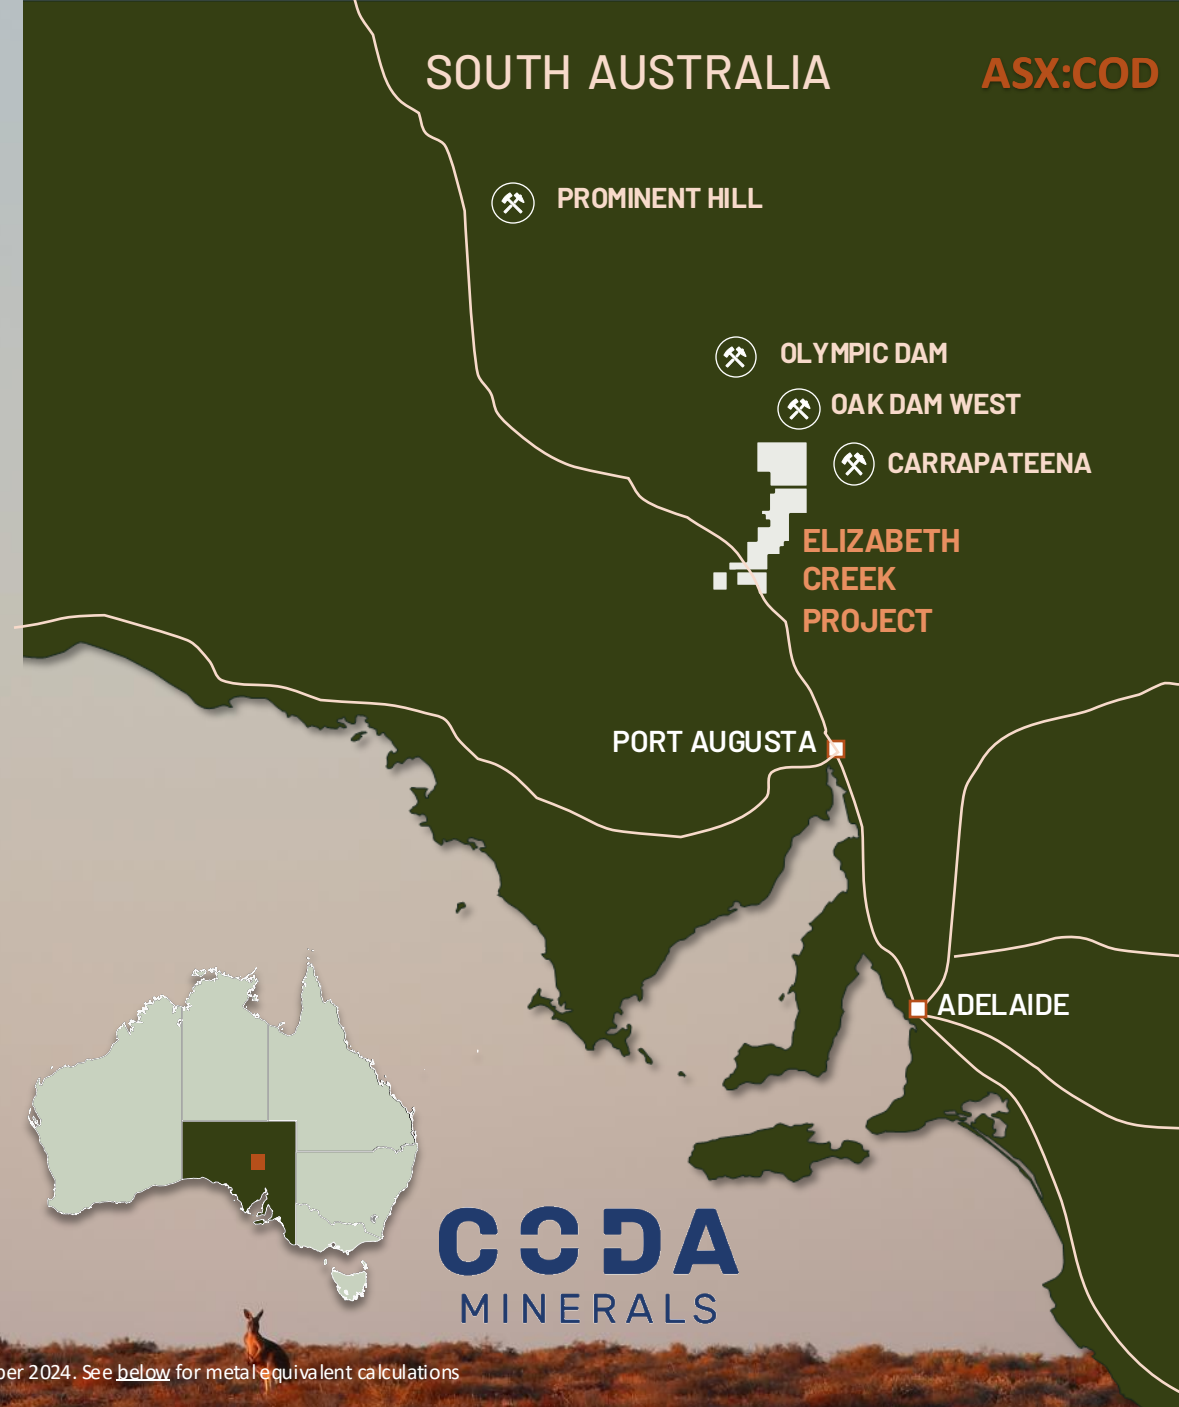 SOUTH AUSTRALIA
ASX:COD
PROMINENT HILL
OLYMPIC DAM
OAK DAM WEST
CARRAPATEENA
ELIZABETH
CREEK
PROJECT
PORT AUGUSTA
ADELAIDE
CODA
MINERALS
2024. See below for metal equivalent calculations